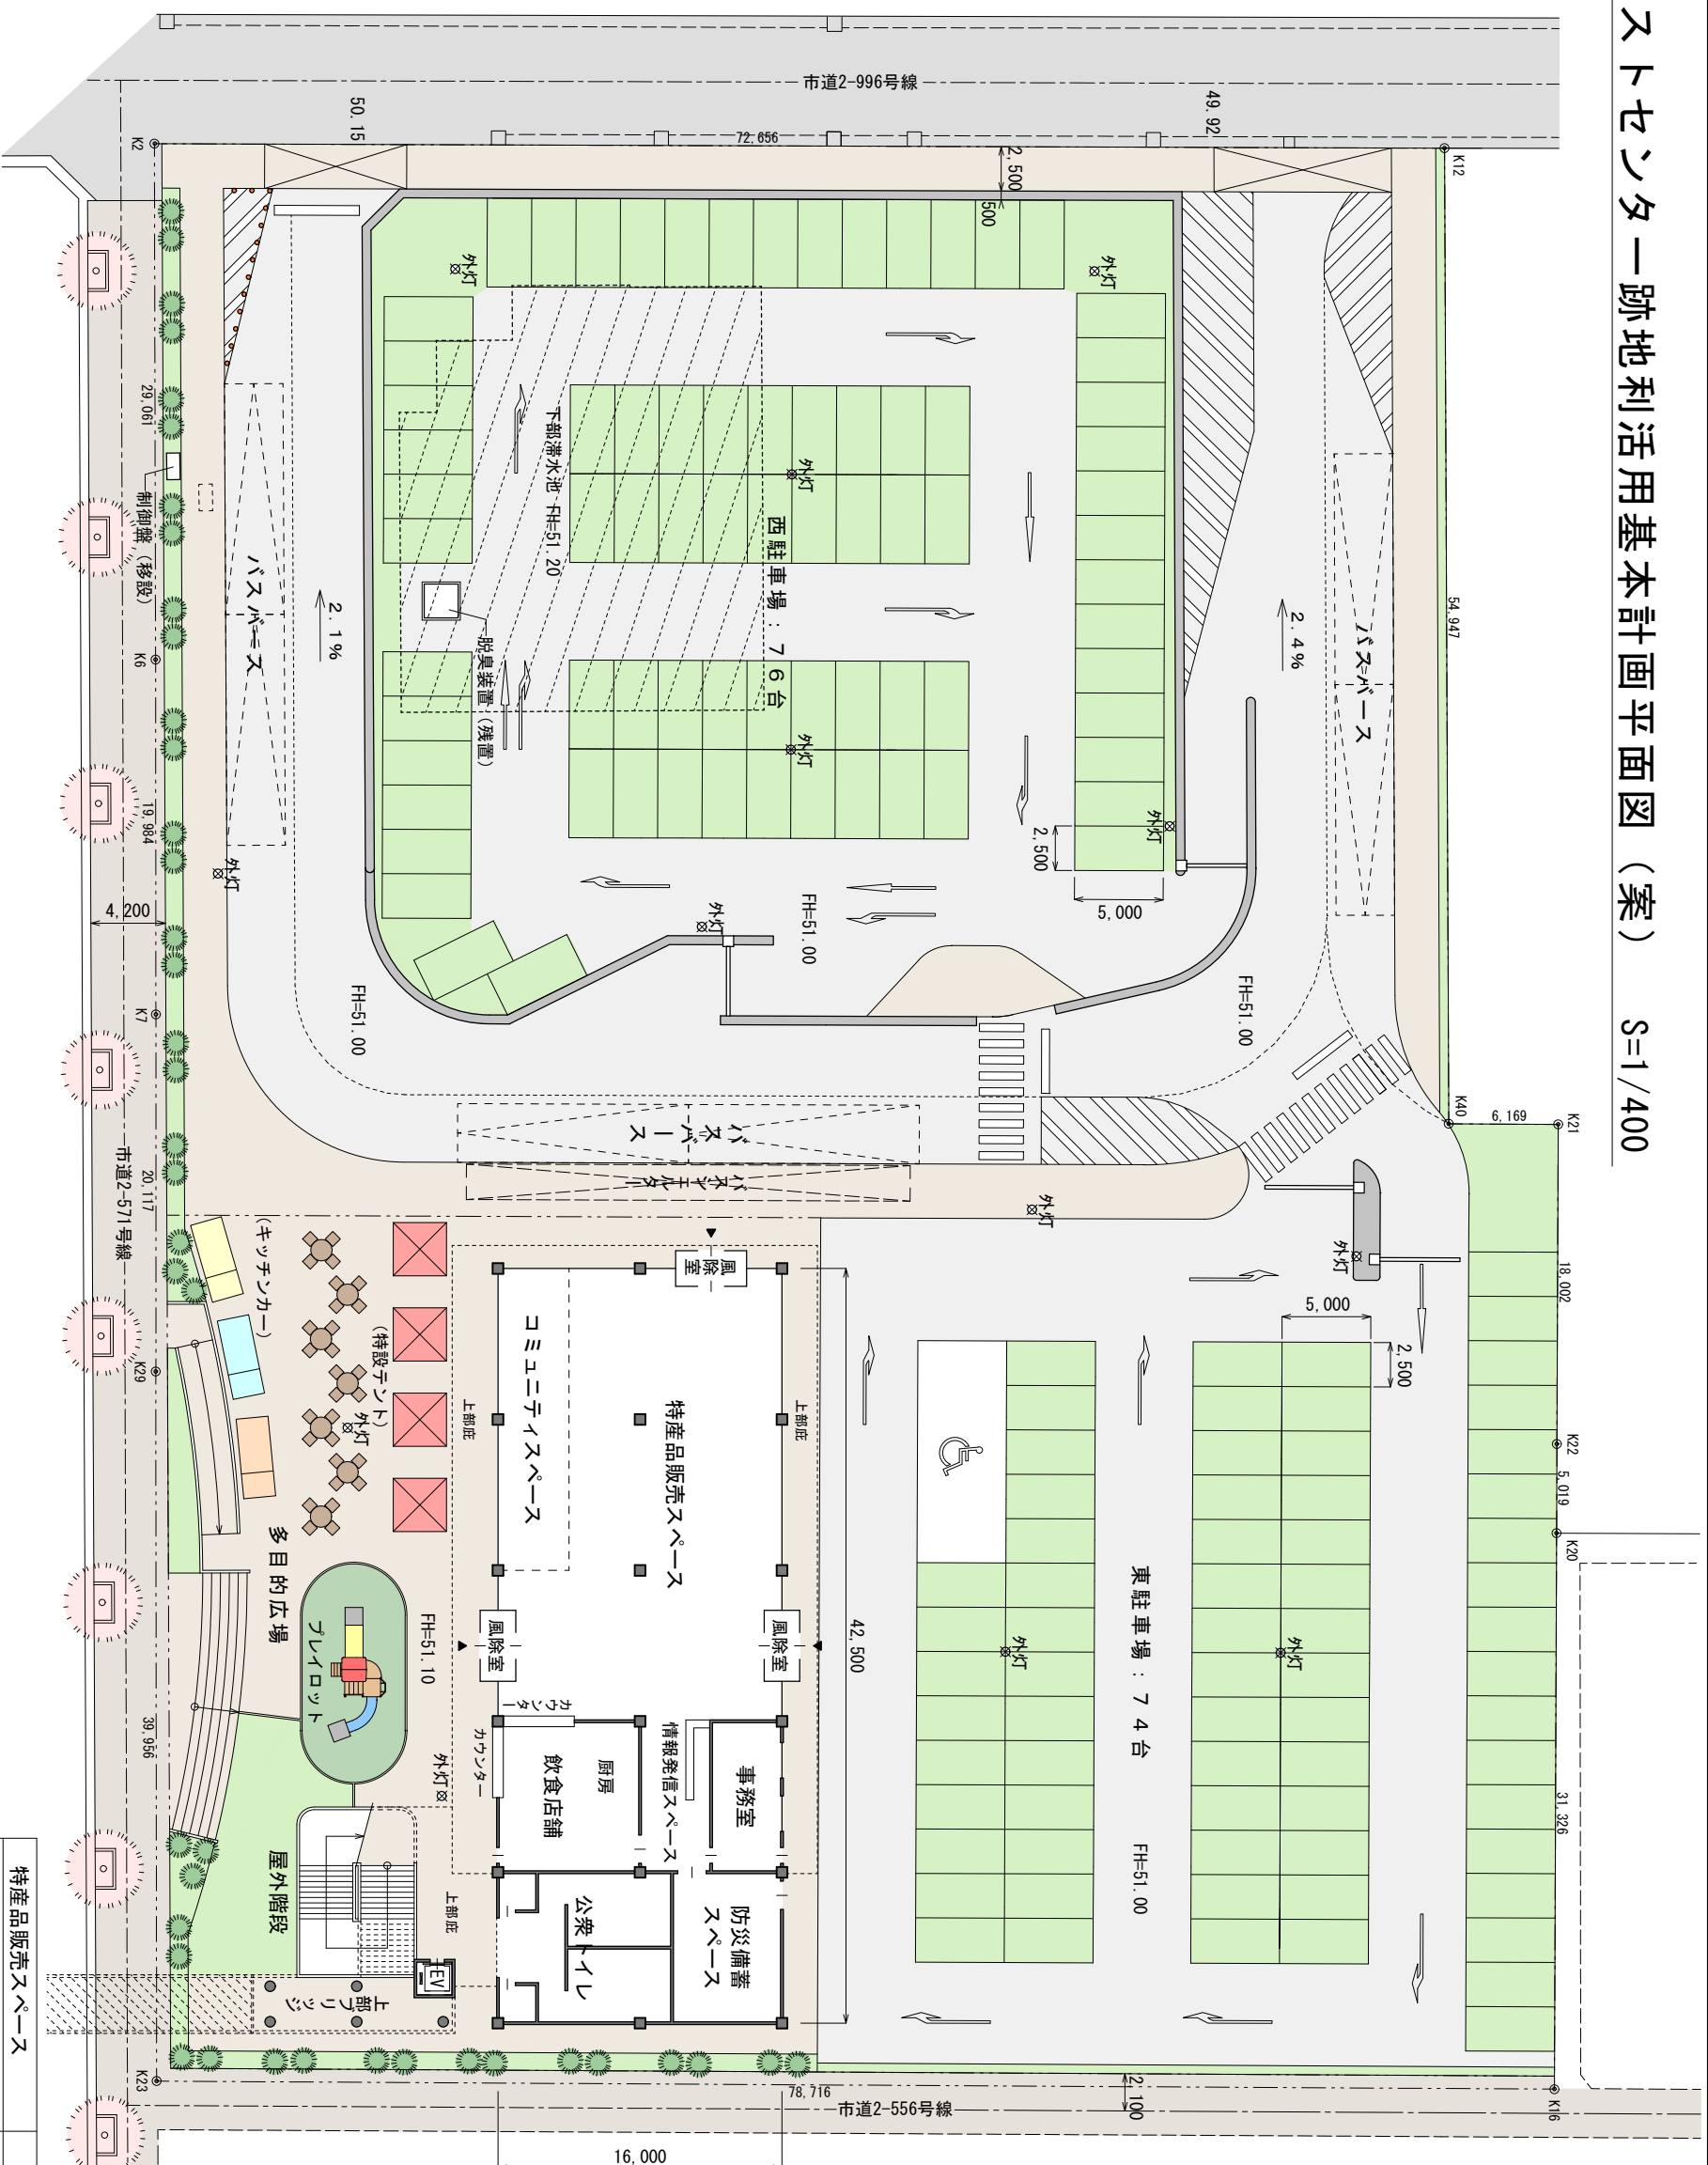 ストセンター跡地利活用基本計画平面図（案）　S=1/400
市道2-996号線
50.15
49.92
72,656
K2
K12
2,500
500
外灯
外灯
下部滞水池 FH=51.20
外灯
西駐車場：76台
外灯
外灯
脱臭装置（残置）
2,500
5,000
外灯
FH=51.00
FH=51.00
FH=51.00
2.1%
2.4%
バスバース
バスバース
バスバース
バスシェルター
54,947
29,061
制御盤（移設）
K6
19,984
外灯
4,200
K7
20,117
市道2-571号線
K40
6,169
K21
外灯
外灯
18,002
K22
5,019
K20
31,326
5,000
2,500
（キッチンカー）
（特設テント）
外灯
K29
多目的広場
プレイロット
FH=51.10
39,956
外灯
屋外階段
上部庇
上部庇
上部庇
風除室
風除室
風除室
コミュニティスペース
特産品販売スペース
42,500
カウンター
カウンター
飲食店舗
厨房
情報発信スペース
事務室
公衆トイレ
防災備蓄
スペース
EV
上部ブリッジ
東駐車場：74台
外灯
外灯
FH=51.00
K23
78,716
市道2-556号線
2,100
K16
16,000
特産品販売スペース